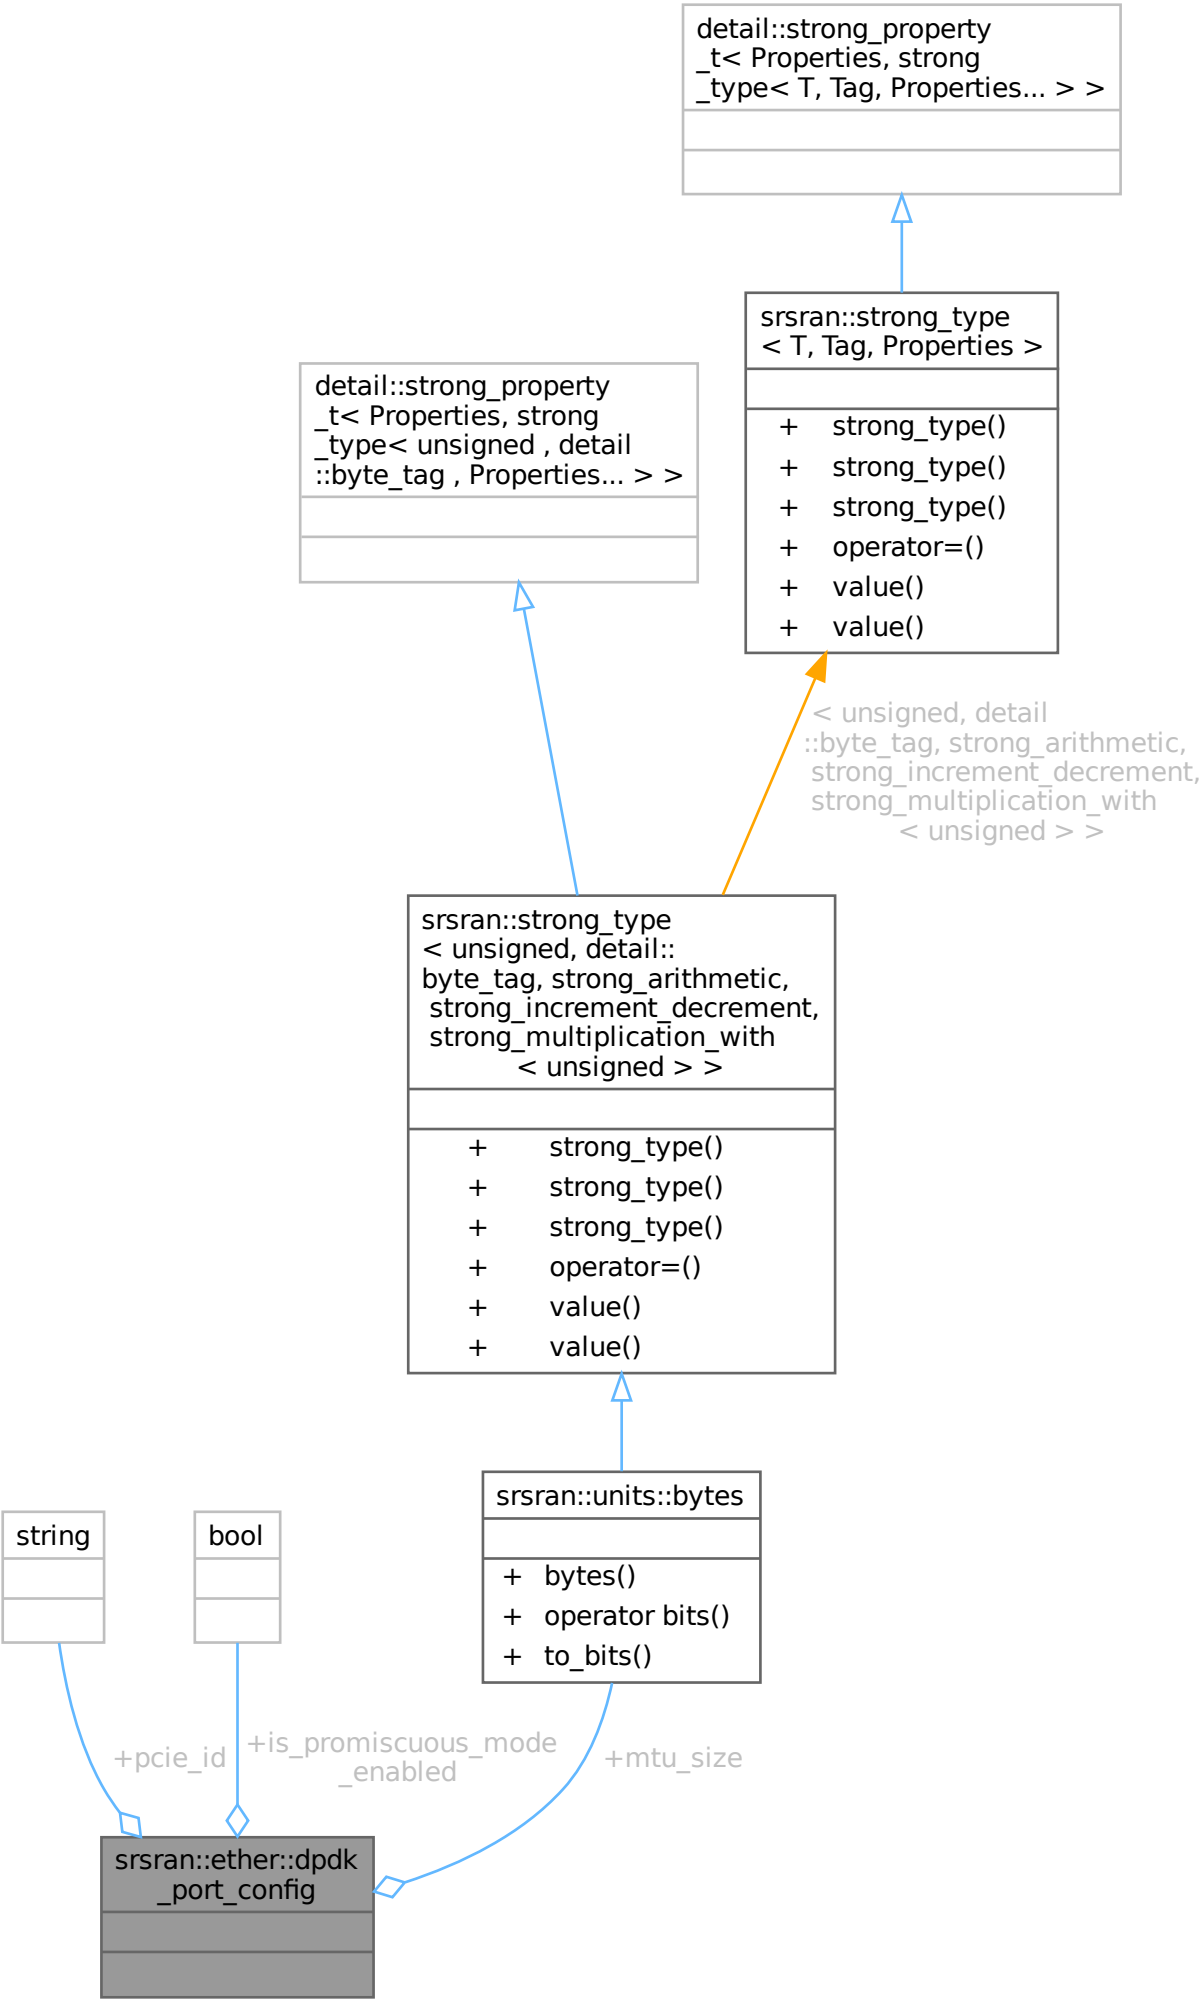 detail::strong_property
_t< Properties, strong
_type< T, Tag, Properties... > >
srsran::strong_type
< T, Tag, Properties >
+ strong_type()
+ strong_type()
+ strong_type()
+ operator=()
+ value()
+ value()
detail::strong_property
_t< Properties, strong
_type< unsigned , detail
::byte_tag , Properties... > >
< unsigned, detail
::byte_tag, strong_arithmetic,
strong_increment_decrement,
strong_multiplication_with
< unsigned > >
srsran::strong_type
< unsigned, detail::
byte_tag, strong_arithmetic,
strong_increment_decrement,
strong_multiplication_with
< unsigned > >
+ strong_type()
+ strong_type()
+ strong_type()
+ operator=()
+ value()
+ value()
srsran::units::bytes
+ bytes()
+ operator bits()
+ to_bits()
string
bool
+pcie_id
+is_promiscuous_mode
_enabled
+mtu_size
srsran::ether::dpdk
_port_config